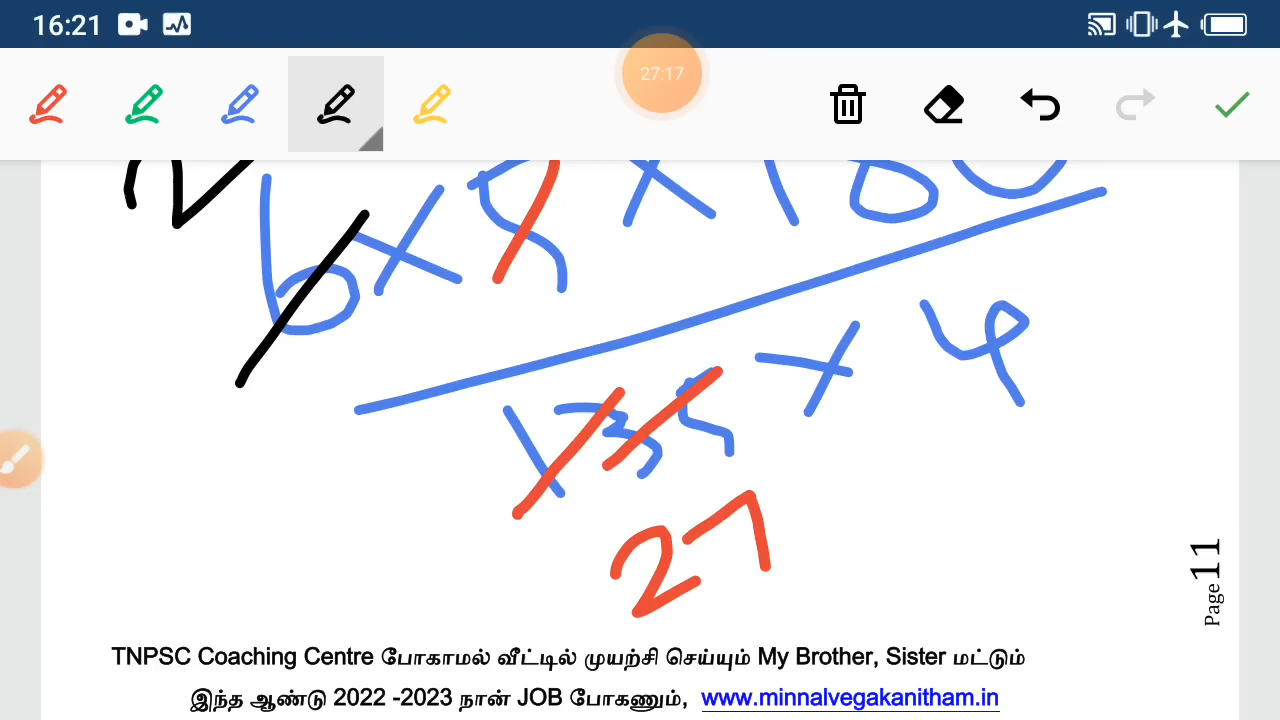 16:21
27:17
6 x 5 x 180
135 x 4
27
Page 11
TNPSC Coaching Centre போகாமல் வீட்டில் முயற்சி செய்யும் My Brother, Sister மட்டும்
இந்த ஆண்டு 2022 -2023 நான் JOB போகணும், www.minnalvegakanitham.in